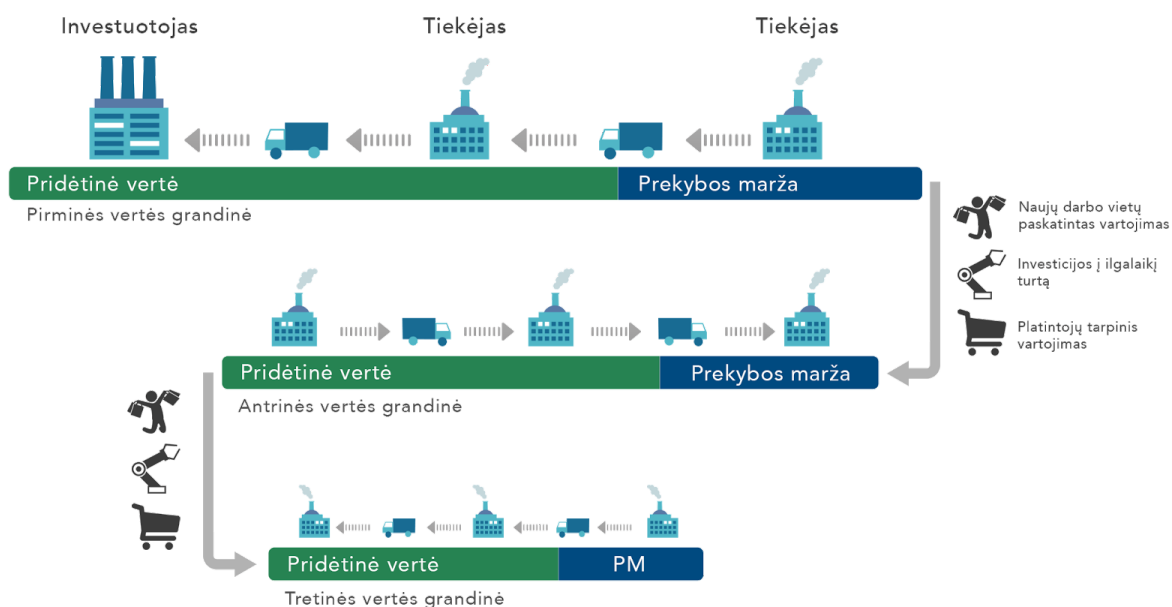 Investuotojas
Tiekėjas
Tiekėjas
Pridėtinė vertė
Prekybos marža
Pirminės vertės grandinė
Naujų darbo vietų
paskatintas vartojimas
Investicijos į ilgalaikį
turtą
Platintojų tarpinis
vartojimas
Pridėtinė vertė
Prekybos marža
Antrinės vertės grandinė
Pridėtinė vertė
PM
Tretinės vertės grandinė